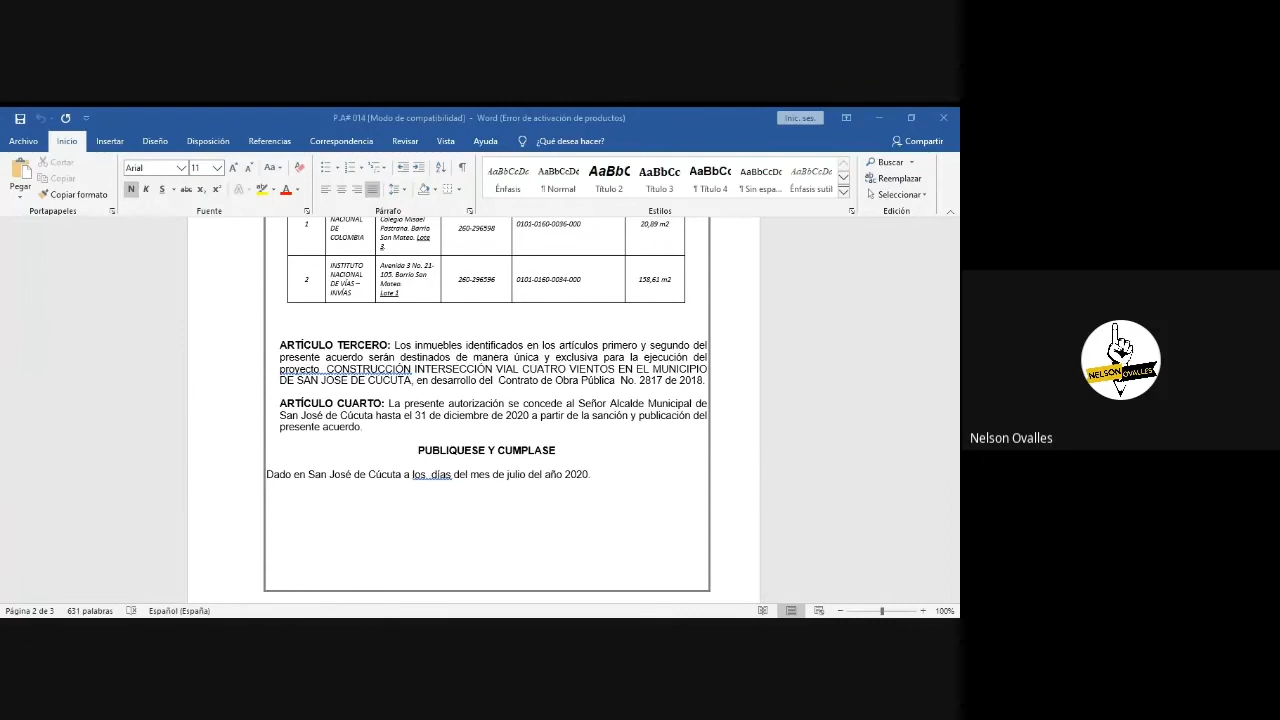 P.A# 014 [Modo de compatibilidad] - Word (Error de activación de productos)
Inic. ses.
Archivo Inicio Insertar Diseño Disposición Referencias Correspondencia Revisar Vista Ayuda ¿Qué desea hacer? Compartir
Pegar
Cortar
Copiar
Copiar formato
Portapapeles
Arial 11
N K S abc x₂ x²
Fuente
Párrafo
AaBbCcDc AaBbCcDc AaBbC AaBbCc AaBbCc AaBbCcDc AaBbCcDc
Énfasis ¶ Normal Título 2 Título 3 ¶ Título 4 ¶ Sin espa... Énfasis sutil
Estilos
Buscar
Reemplazar
Seleccionar
Edición
1
NACIONAL
DE
COLOMBIA
Colegio Misael
Pastrana. Barrio
San Mateo. Lote
3.
260-296598
0101-0160-0036-000
20,89 m2
2
INSTITUTO
NACIONAL
DE VÍAS –
INVÍAS
Avenida 3 No. 21-
105. Barrio San
Mateo.
Lote 1
260-296596
0101-0160-0034-000
158,61 m2
ARTÍCULO TERCERO: Los inmuebles identificados en los artículos primero y segundo del
presente acuerdo serán destinados de manera única y exclusiva para la ejecución del
proyecto CONSTRUCCION INTERSECCIÓN VIAL CUATRO VIENTOS EN EL MUNICIPIO
DE SAN JOSE DE CÚCUTA, en desarrollo del Contrato de Obra Pública No. 2817 de 2018.
ARTÍCULO CUARTO: La presente autorización se concede al Señor Alcalde Municipal de
San José de Cúcuta hasta el 31 de diciembre de 2020 a partir de la sanción y publicación del
presente acuerdo.
PUBLIQUESE Y CUMPLASE
Dado en San José de Cúcuta a los días del mes de julio del año 2020.
Página 2 de 3 631 palabras Español (España) 100%
NELSON OVALLES
Nelson Ovalles